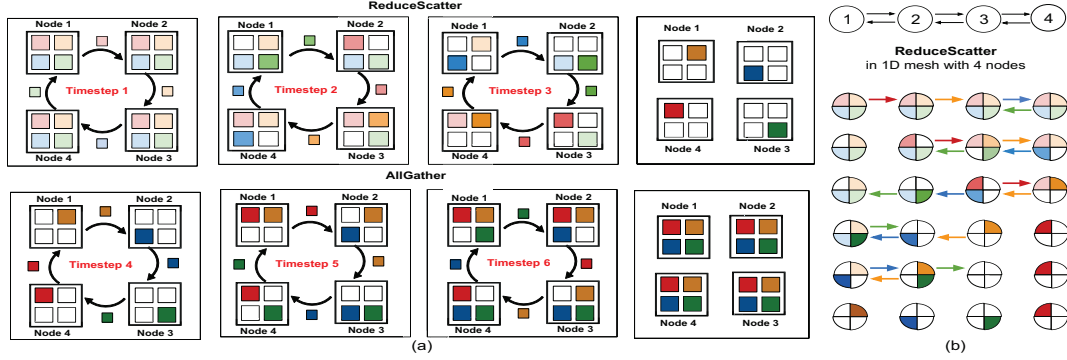 ReduceScatter
Node 1
Node 2
Timestep 1
Node 4
Node 3
Node 1
Node 2
Timestep 2
Node 4
Node 3
Node 1
Node 2
Timestep 3
Node 4
Node 3
Node 1
Node 2
Node 4
Node 3
AllGather
Node 1
Node 2
Timestep 4
Node 4
Node 3
Node 1
Node 2
Timestep 5
Node 4
Node 3
Node 1
Node 2
Timestep 6
Node 4
Node 3
Node 1
Node 2
Node 4
Node 3
(a)
1 2 3 4
ReduceScatter
in 1D mesh with 4 nodes
(b)